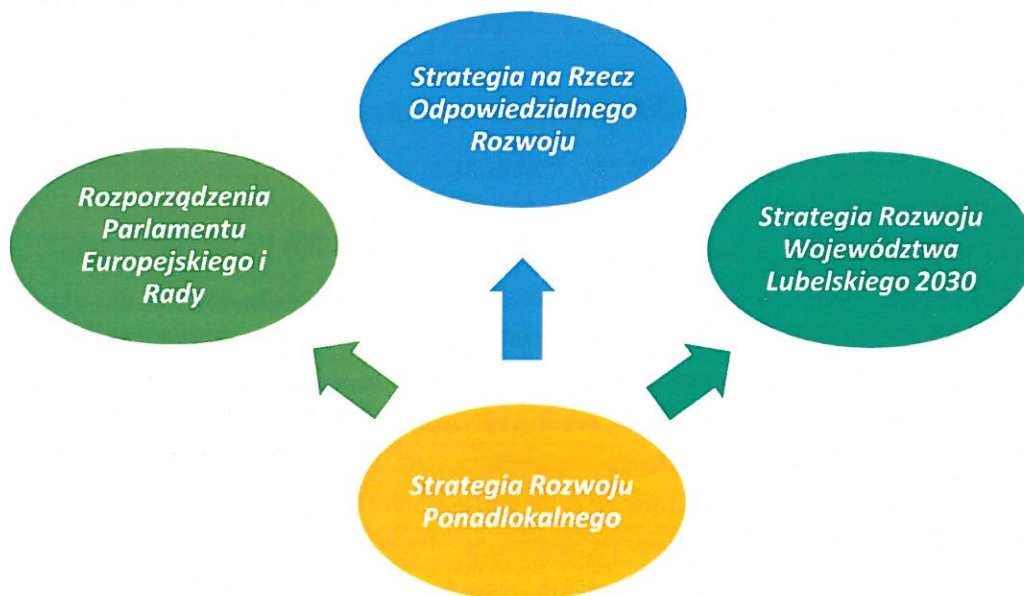 Strategia na Rzecz
Odpowiedzialnego
Rozwoju
Rozporządzenia
Parlamentu
Europejskiego i
Rady
Strategia Rozwoju
Województwa
Lubelskiego 2030
Strategia Rozwoju
Ponadlokalnego